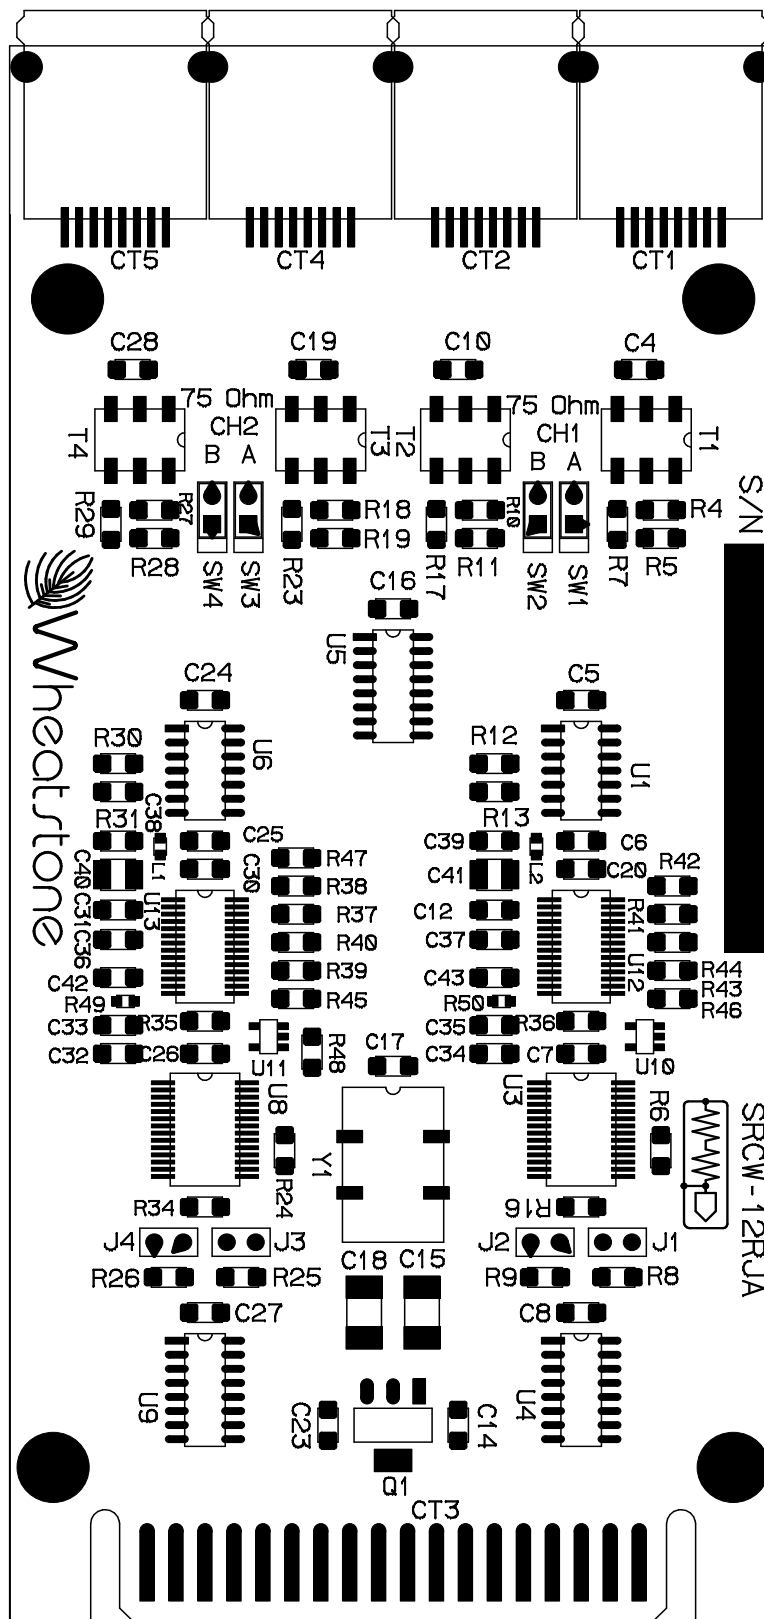 CT5 CT4 CT2 CT1
C28 C19 C10 C4
75 Ohm 75 Ohm
CH2 CH1
B A B A
T4 T3 T2 T1
S/N
R29 R27 R18 R10 R4
R28 R19 R11 R5
SW4 SW3 R23 R17 SW2 SW1 R7
C16
U5
Wheatstone
C24 C5
R30 U6 R12 U1
C38
R31 C25 C39 R13 C6
C40 L1 C30 R47 C41 L2 C20 R42
R38
C31 U13 R37 C12 R41
C36 R40 C37
C42 R39 C43 U12 R44
R43
R49 R45 R50 R46
C33 R35 C35 R36
C32 C26 U11 R48 C17 C34 C7 U10
U8 U3 R6
SRCW-12RJA
Y1
R34 R24 R16
J4 J3 J2 J1
R26 R25 C18 C15 R9 R8
C27 C8
U9 U4
C23 C14
Q1
CT3